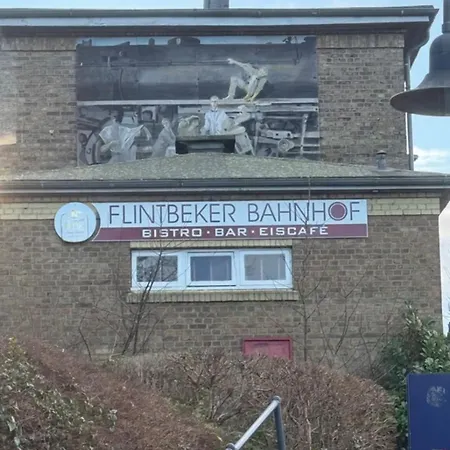 FLINTBEKER BAHNHOF
BISTRO · BAR · EISCAFÉ